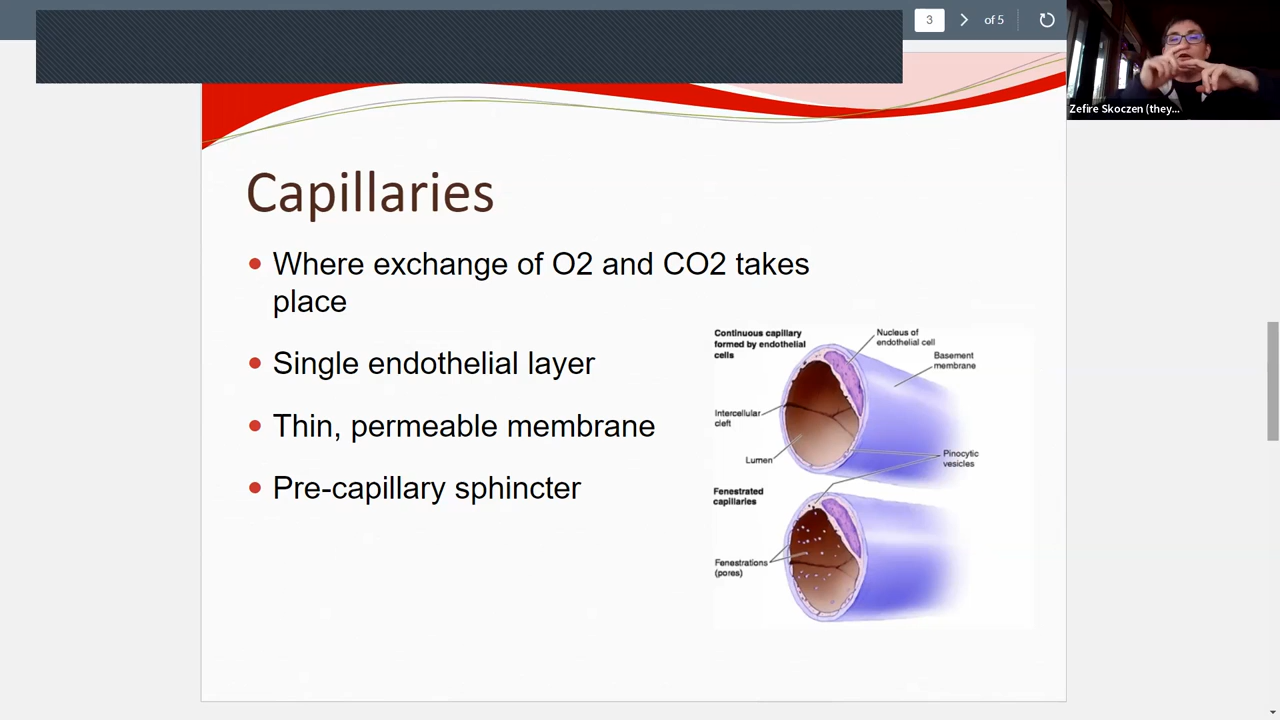 3
of 5
Zefire Skoczen (they...
Capillaries
Where exchange of O2 and CO2 takes
place
Single endothelial layer
Thin, permeable membrane
Pre-capillary sphincter
Continuous capillary
formed by endothelial
cells
Nucleus of
endothelial cell
Basement
membrane
Intercellular
cleft
Lumen
Pinocytic
vesicles
Fenestrated
capillaries
Fenestrations
(pores)